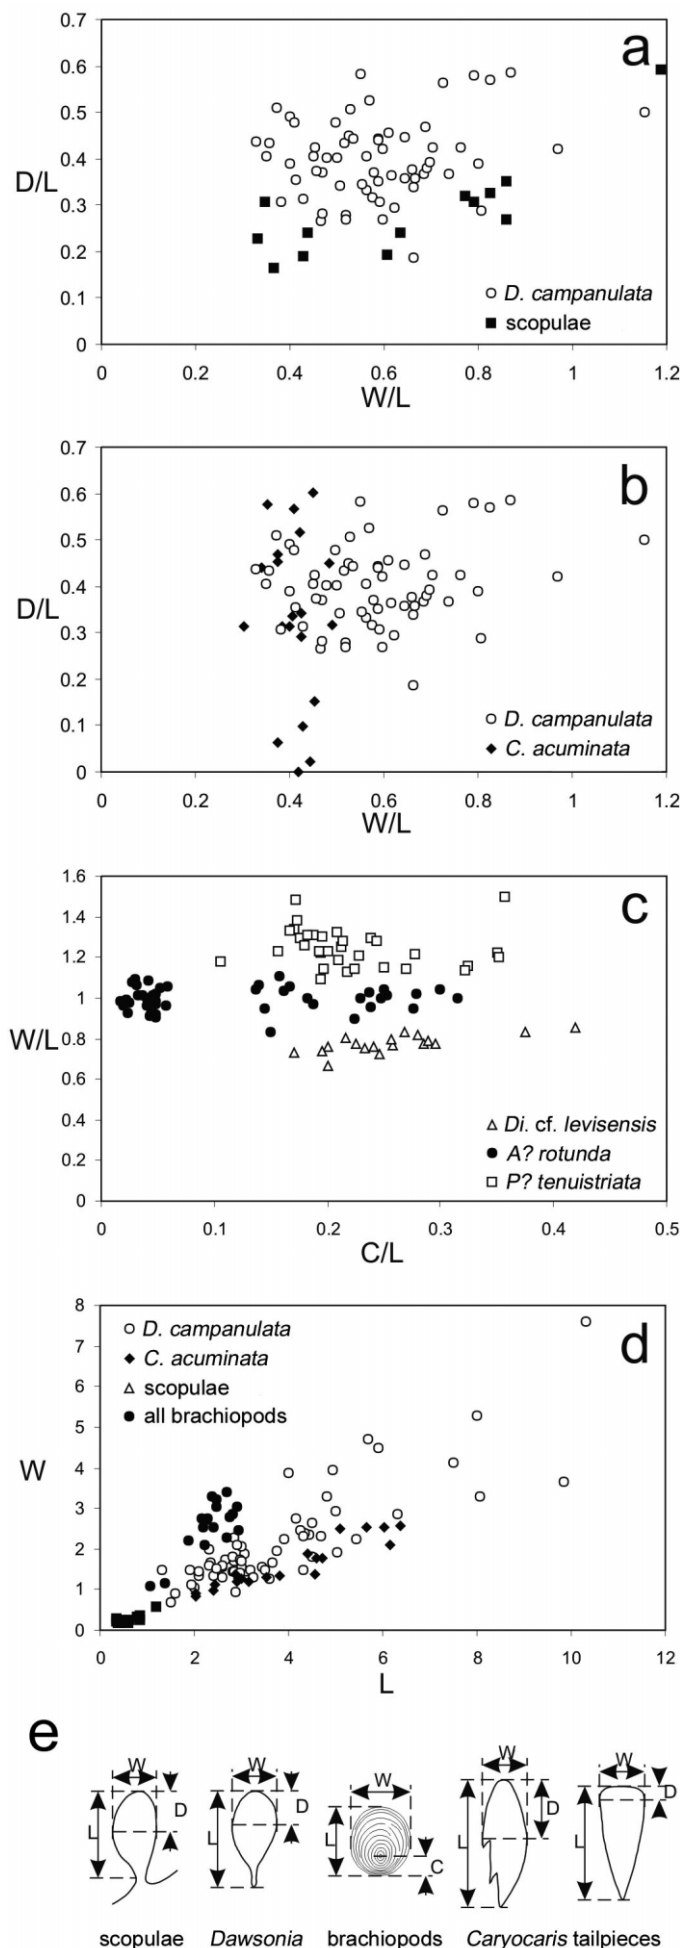 a
0.7
0.6
0.5
0.4
0.3
0.2
0.1
0
D/L
0 0.2 0.4 0.6 0.8 1 1.2
W/L
D. campanulata
scopulae
b
0.7
0.6
0.5
0.4
0.3
0.2
0.1
0
D/L
0 0.2 0.4 0.6 0.8 1 1.2
W/L
D. campanulata
C. acuminata
c
1.6
1.4
1.2
1
0.8
0.6
0.4
0.2
0
W/L
0 0.1 0.2 0.3 0.4 0.5
C/L
Di. cf. levisensis
A? rotunda
P? tenuistriata
d
8
7
6
5
4
3
2
1
0
W
0 2 4 6 8 10 12
L
D. campanulata
C. acuminata
scopulae
all brachiopods
e
W W W W W
L D L D L C L D L D
scopulae Dawsonia brachiopods Caryocaris tailpieces